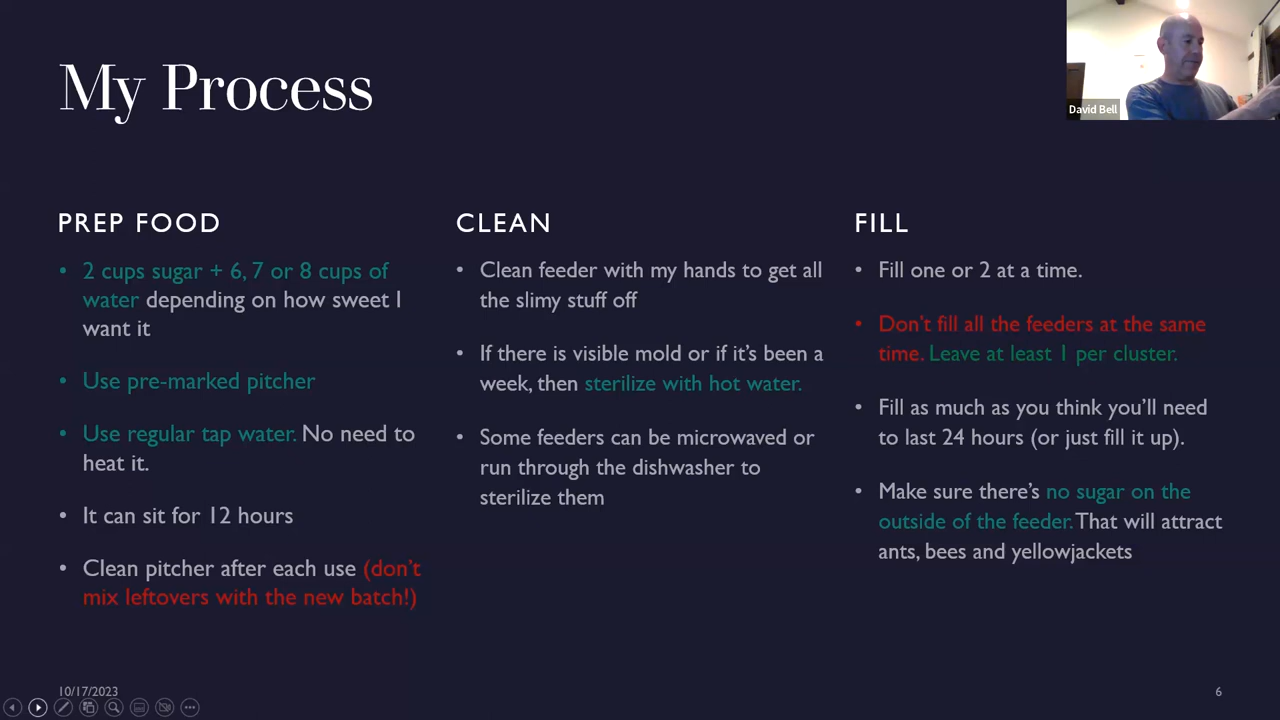 My Process
David Bell
PREP FOOD
• 2 cups sugar + 6, 7 or 8 cups of
water depending on how sweet I
want it
• Use pre-marked pitcher
• Use regular tap water. No need to
heat it.
• It can sit for 12 hours
• Clean pitcher after each use (don't
mix leftovers with the new batch!)
CLEAN
• Clean feeder with my hands to get all
the slimy stuff off
• If there is visible mold or if it's been a
week, then sterilize with hot water.
• Some feeders can be microwaved or
run through the dishwasher to
sterilize them
FILL
• Fill one or 2 at a time.
• Don't fill all the feeders at the same
time. Leave at least 1 per cluster.
• Fill as much as you think you'll need
to last 24 hours (or just fill it up).
• Make sure there's no sugar on the
outside of the feeder. That will attract
ants, bees and yellowjackets
10/17/2023
6